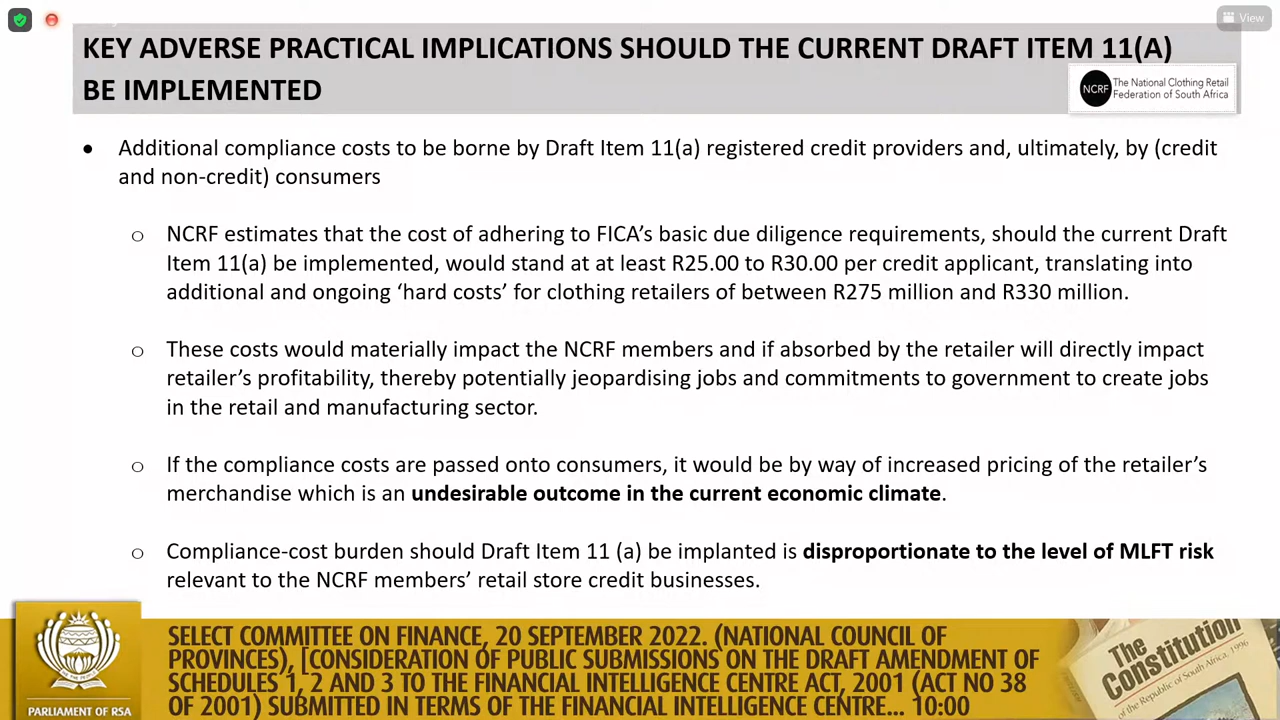 View
KEY ADVERSE PRACTICAL IMPLICATIONS SHOULD THE CURRENT DRAFT ITEM 11(A)
BE IMPLEMENTED
NCRF
The National Clothing Retail
Federation of South Africa
• Additional compliance costs to be borne by Draft Item 11(a) registered credit providers and, ultimately, by (credit
and non-credit) consumers
o NCRF estimates that the cost of adhering to FICA’s basic due diligence requirements, should the current Draft
Item 11(a) be implemented, would stand at at least R25.00 to R30.00 per credit applicant, translating into
additional and ongoing ‘hard costs’ for clothing retailers of between R275 million and R330 million.
o These costs would materially impact the NCRF members and if absorbed by the retailer will directly impact
retailer’s profitability, thereby potentially jeopardising jobs and commitments to government to create jobs
in the retail and manufacturing sector.
o If the compliance costs are passed onto consumers, it would be by way of increased pricing of the retailer’s
merchandise which is an undesirable outcome in the current economic climate.
o Compliance-cost burden should Draft Item 11 (a) be implanted is disproportionate to the level of MLFT risk
relevant to the NCRF members’ retail store credit businesses.
SELECT COMMITTEE ON FINANCE, 20 SEPTEMBER 2022. (NATIONAL COUNCIL OF
PROVINCES), [CONSIDERATION OF PUBLIC SUBMISSIONS ON THE DRAFT AMENDMENT OF
SCHEDULES 1, 2 AND 3 TO THE FINANCIAL INTELLIGENCE CENTRE ACT, 2001 (ACT NO 38
OF 2001) SUBMITTED IN TERMS OF THE FINANCIAL INTELLIGENCE CENTRE... 10:00
PARLIAMENT OF RSA
The
Constitution
of the Republic of South Africa, 1996